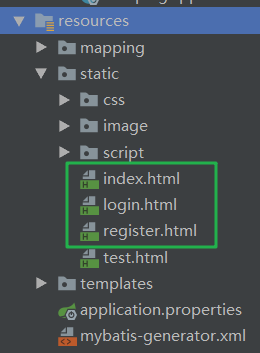 resources
mapping
static
css
image
script
index.html
login.html
register.html
test.html
templates
application.properties
mybatis-generator.xml